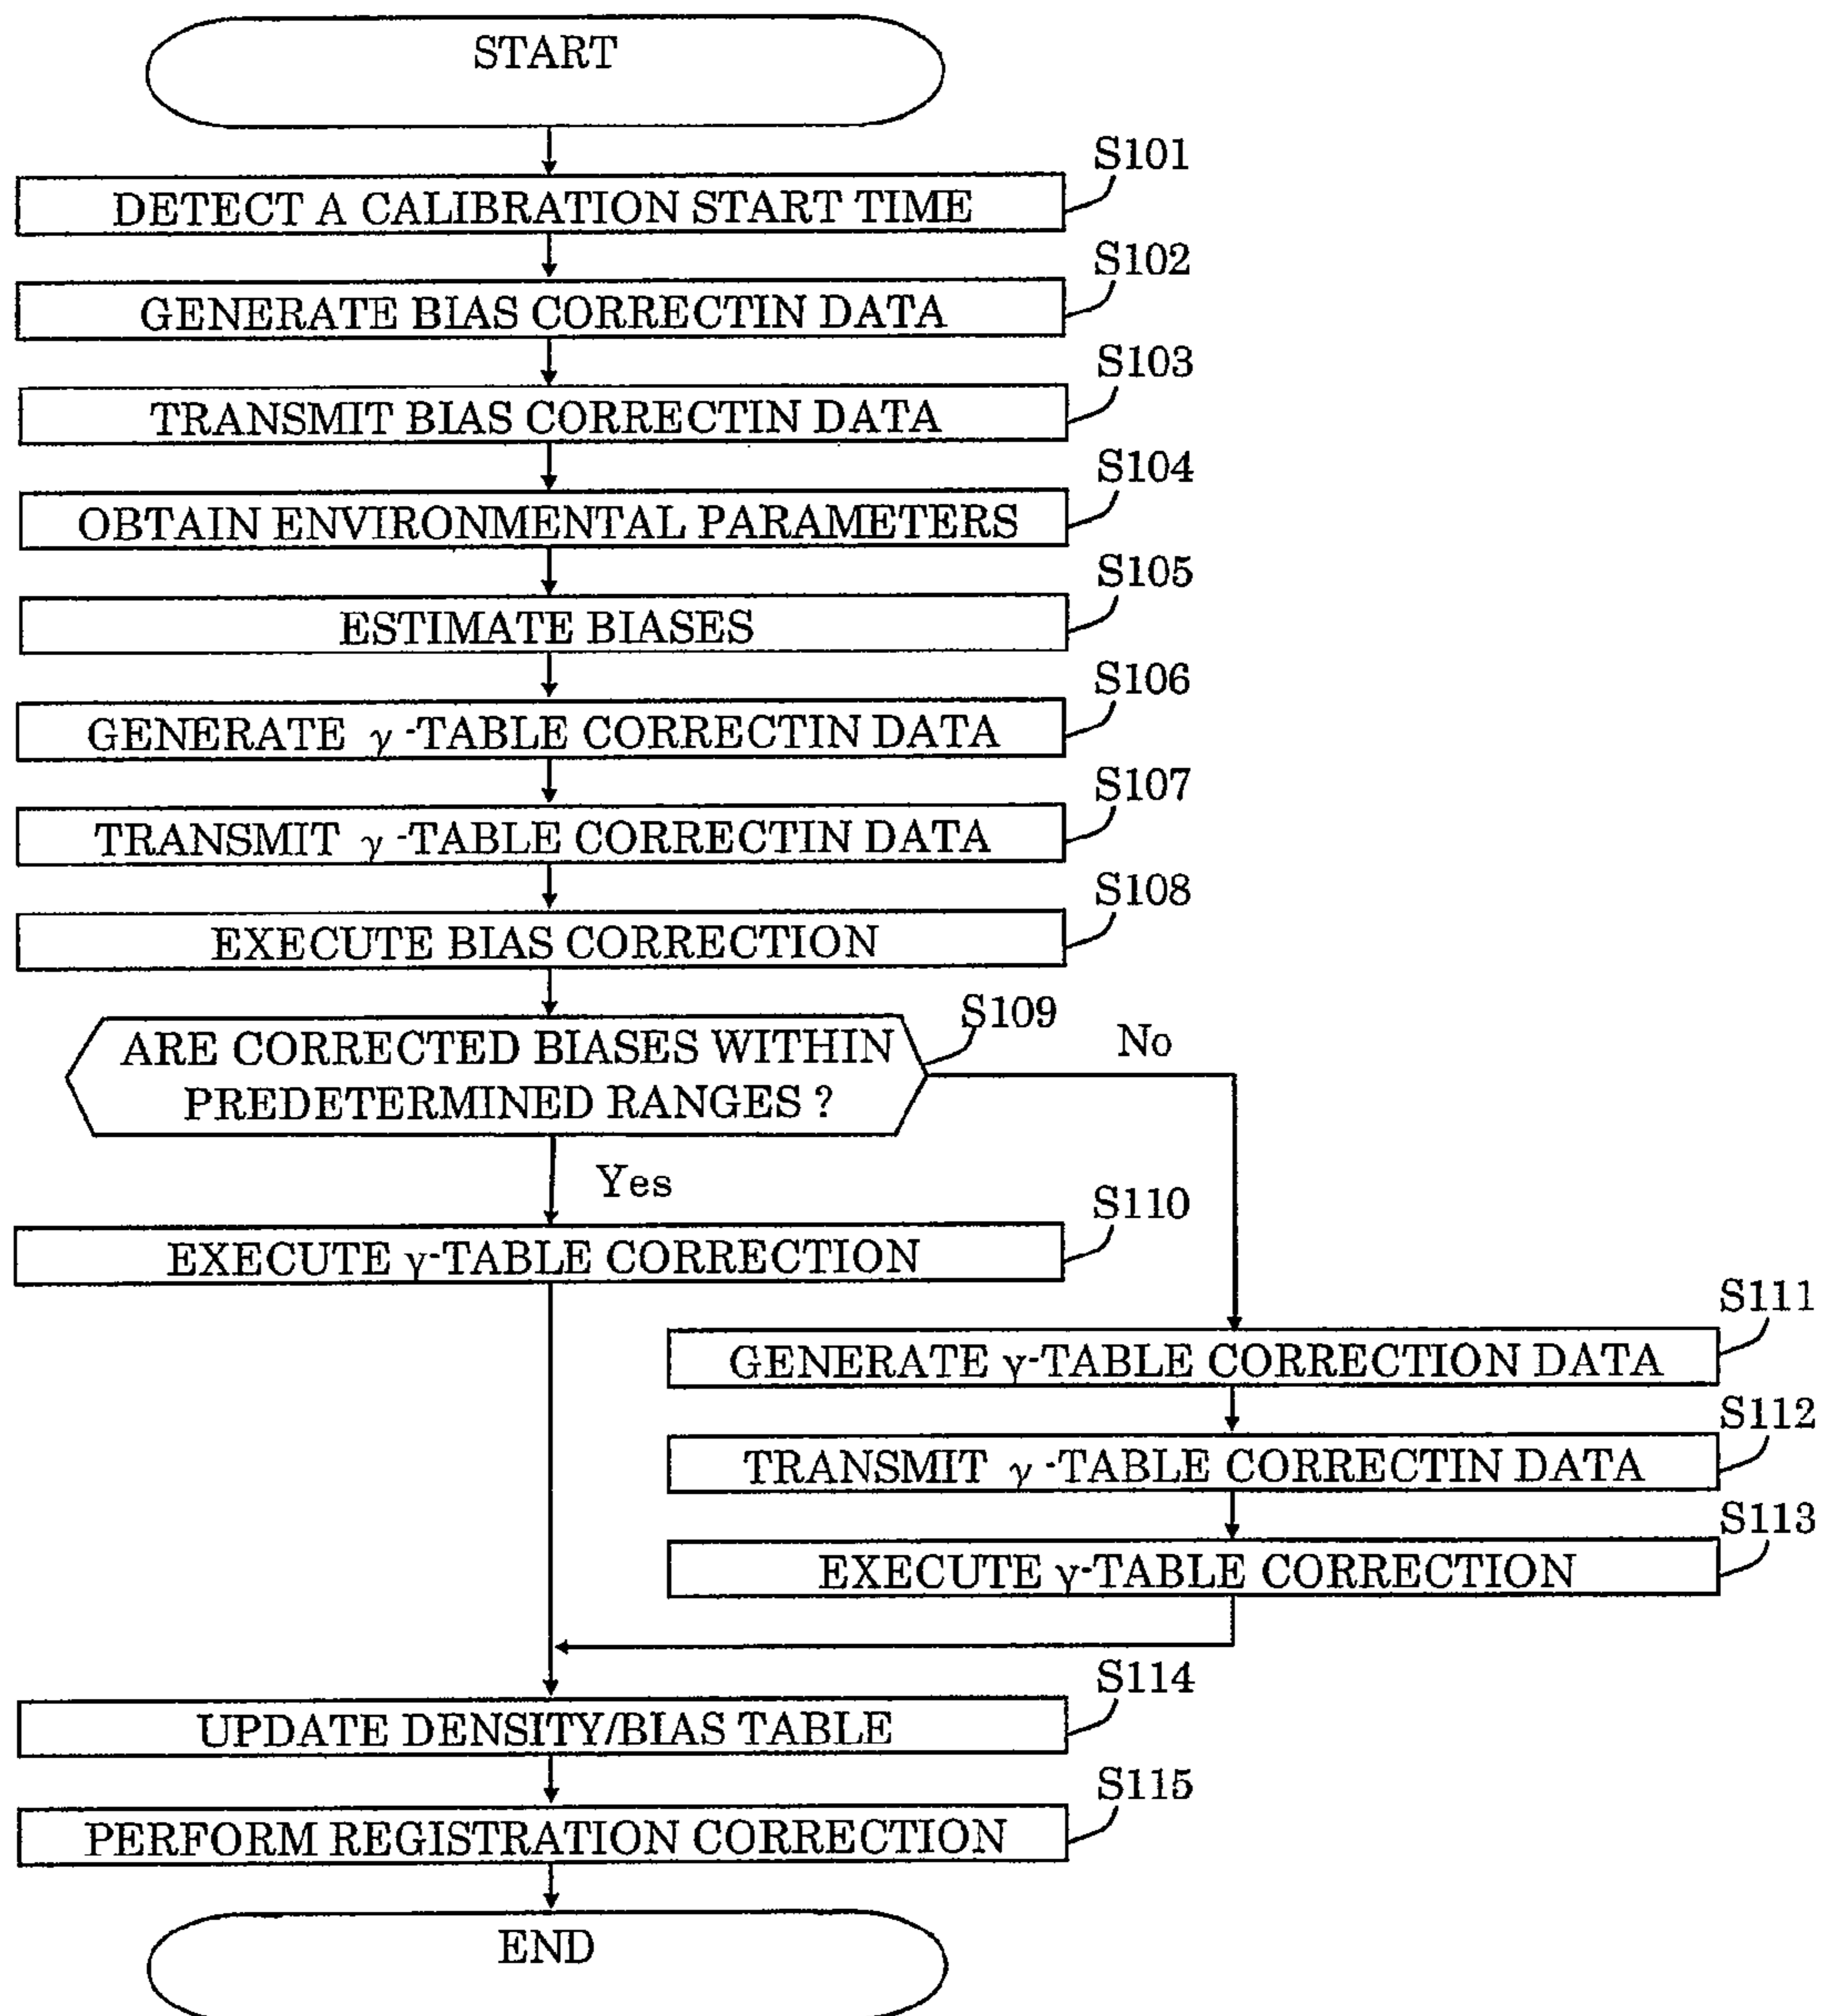 START
S101
DETECT A CALIBRATION START TIME
S102
GENERATE BIAS CORRECTIN DATA
S103
TRANSMIT BIAS CORRECTIN DATA
S104
OBTAIN ENVIRONMENTAL PARAMETERS
S105
ESTIMATE BIASES
S106
GENERATE γ-TABLE CORRECTIN DATA
S107
TRANSMIT γ-TABLE CORRECTIN DATA
S108
EXECUTE BIAS CORRECTION
S109
ARE CORRECTED BIASES WITHIN
PREDETERMINED RANGES ?
No
Yes
S110
EXECUTE γ-TABLE CORRECTION
S111
GENERATE γ-TABLE CORRECTION DATA
S112
TRANSMIT γ-TABLE CORRECTIN DATA
S113
EXECUTE γ-TABLE CORRECTION
S114
UPDATE DENSITY/BIAS TABLE
S115
PERFORM REGISTRATION CORRECTION
END